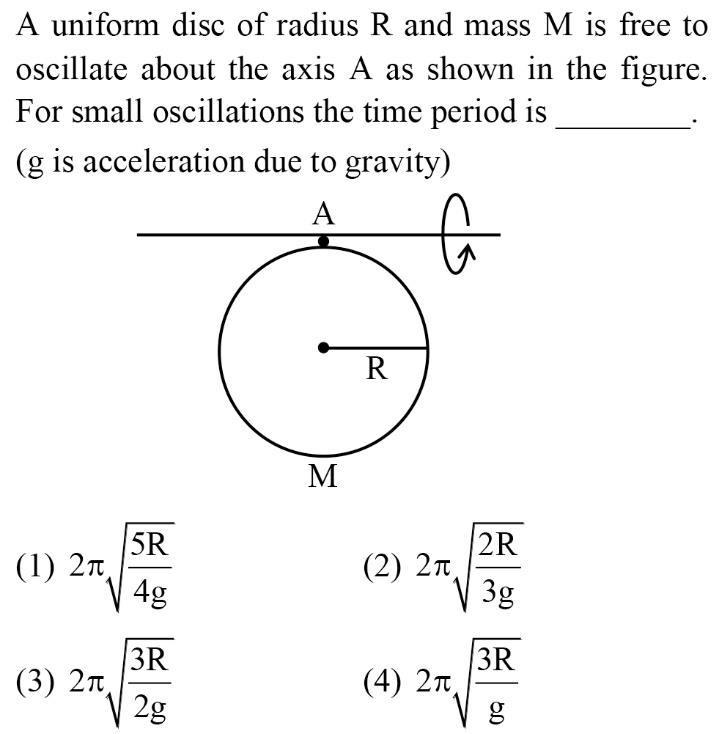 A uniform disc of radius R and mass M is free to
oscillate about the axis A as shown in the figure.
For small oscillations the time period is ________.
(g is acceleration due to gravity)
A
R
M
(1) 2π√(5R/4g) (2) 2π√(2R/3g)
(3) 2π√(3R/2g) (4) 2π√(3R/g)